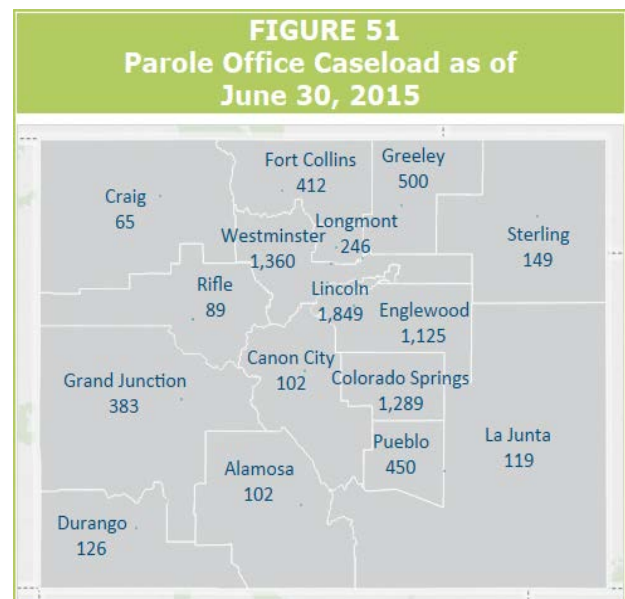 FIGURE 51
Parole Office Caseload as of
June 30, 2015
Fort Collins
412
Greeley
500
Craig
65
Longmont
246
Westminster
1,360
Sterling
149
Rifle
89
Lincoln
1,849
Englewood
1,125
Canon City
102
Colorado Springs
1,289
Grand Junction
383
Pueblo
450
La Junta
119
Alamosa
102
Durango
126